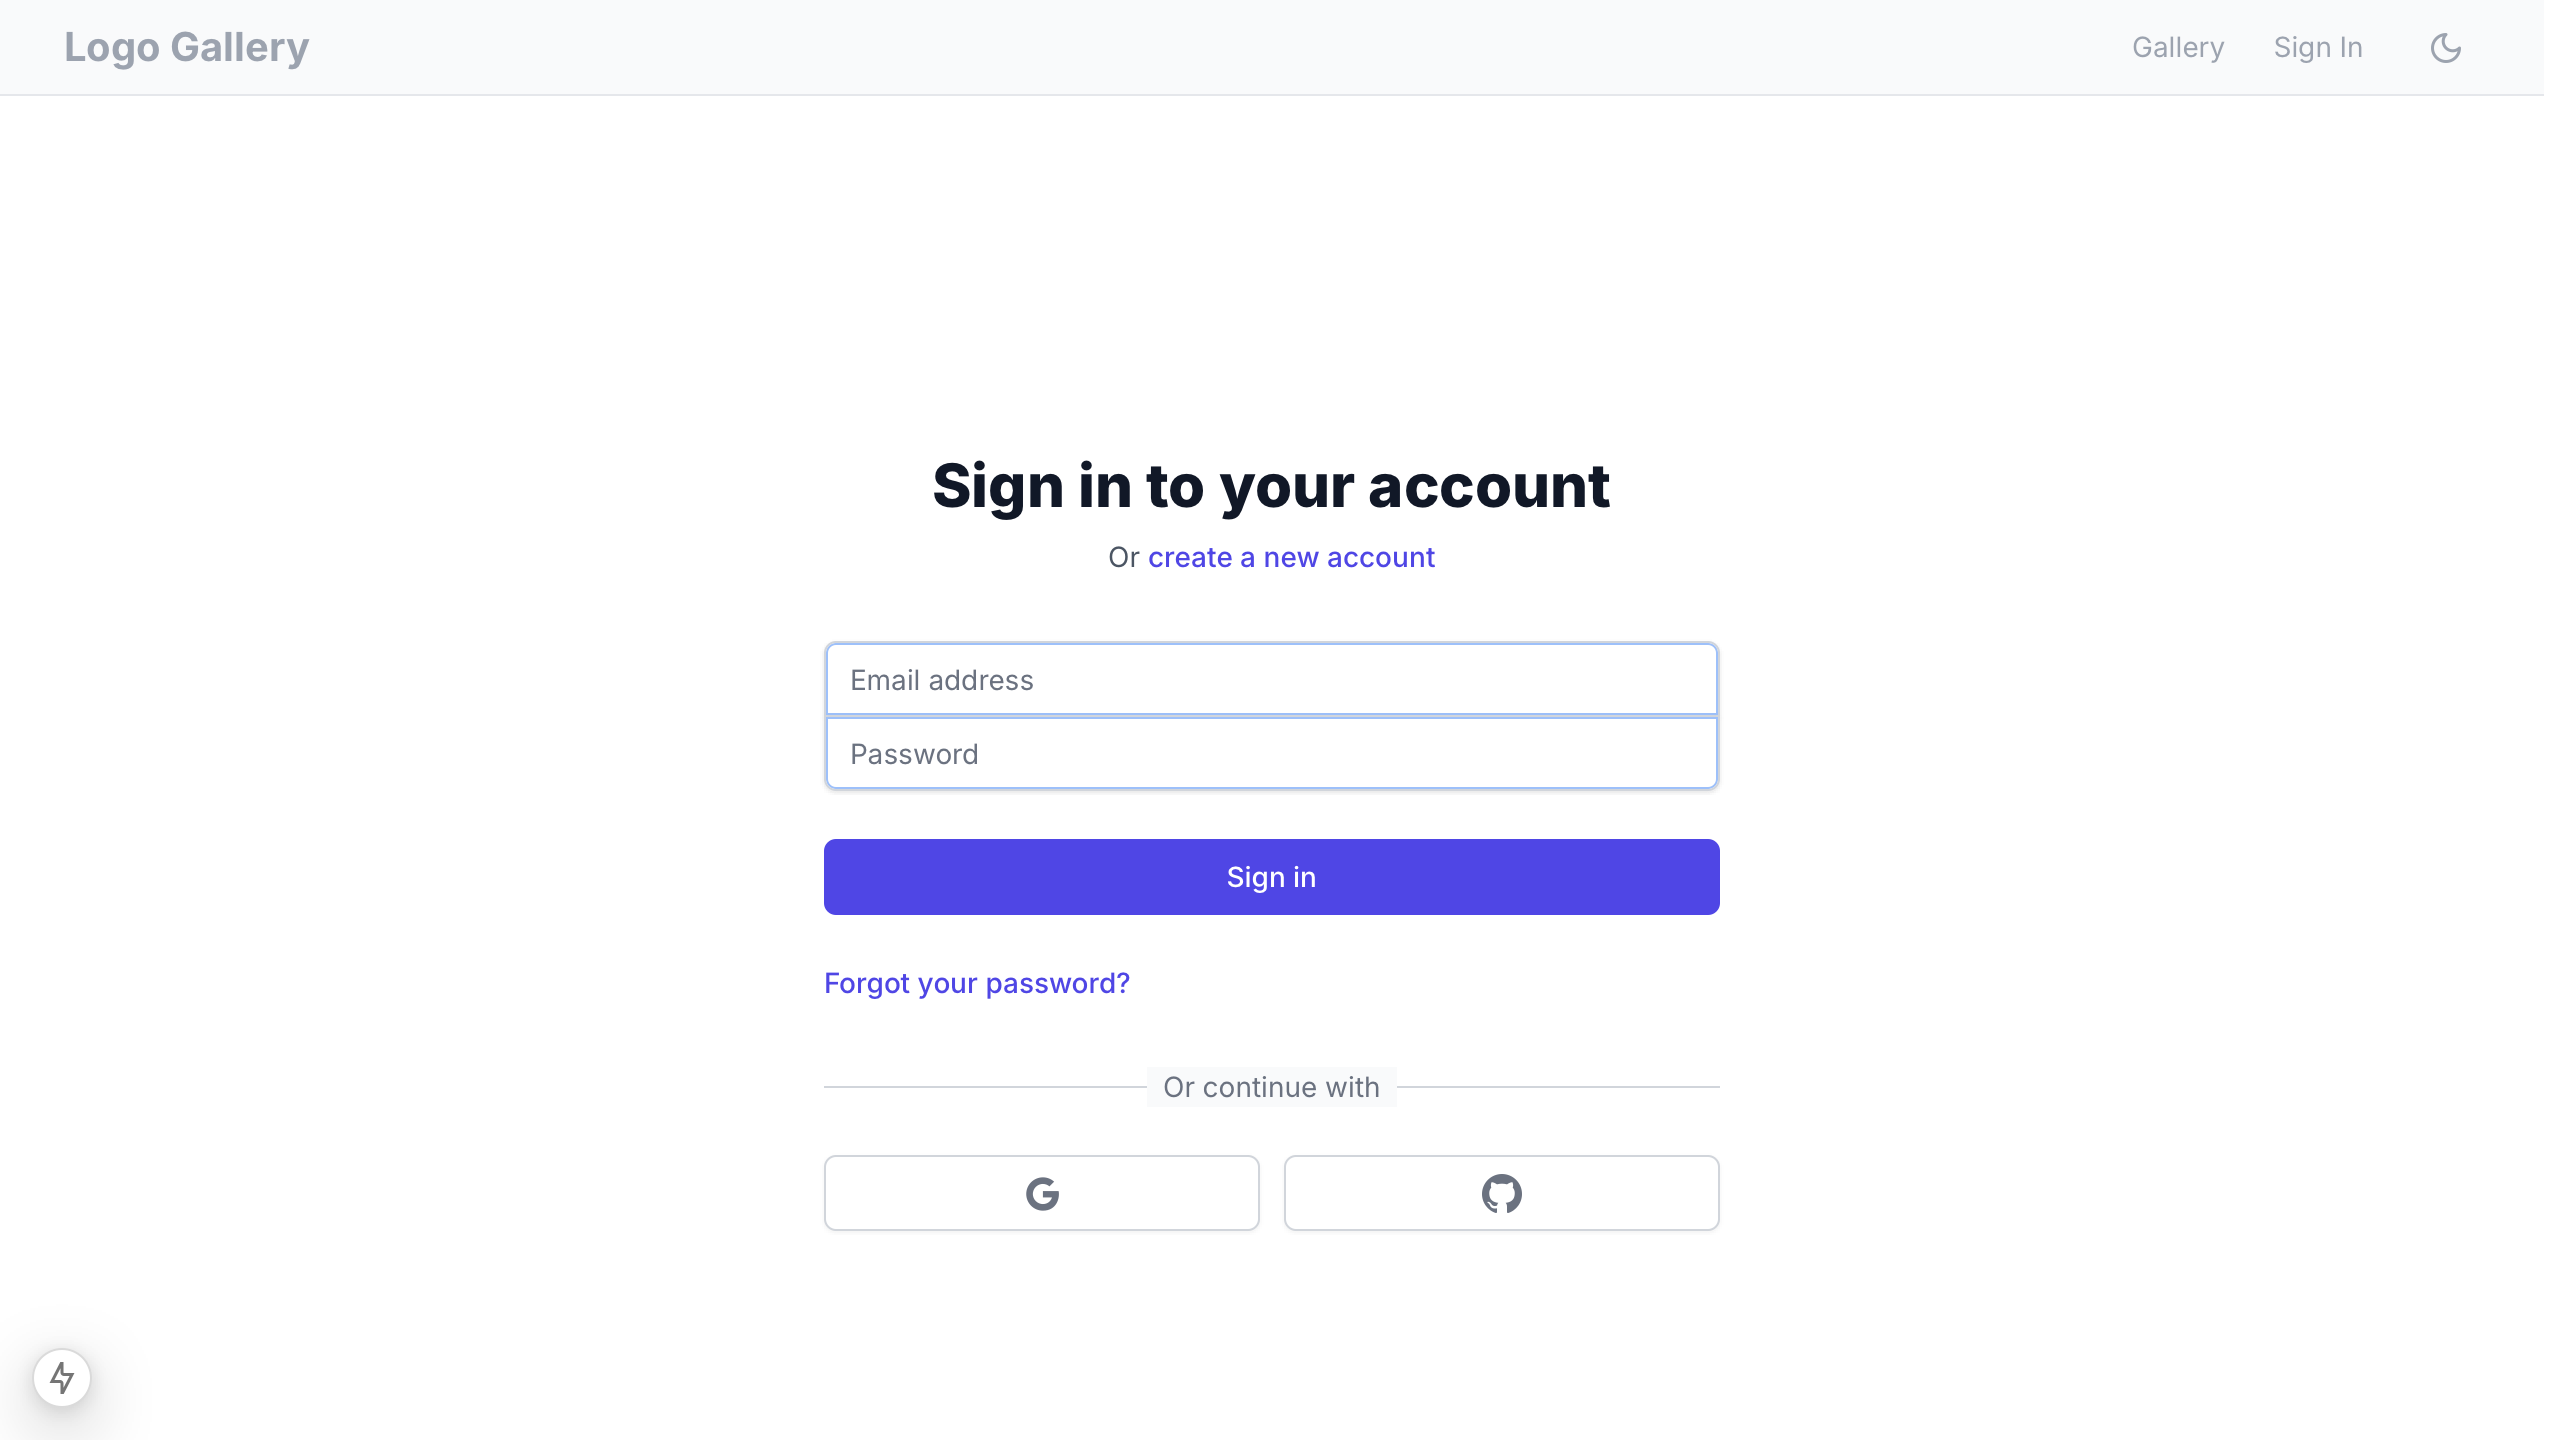 Logo Gallery
Gallery
Sign In
Sign in to your account
Or create a new account
Email address
Password
Sign in
Forgot your password?
Or continue with